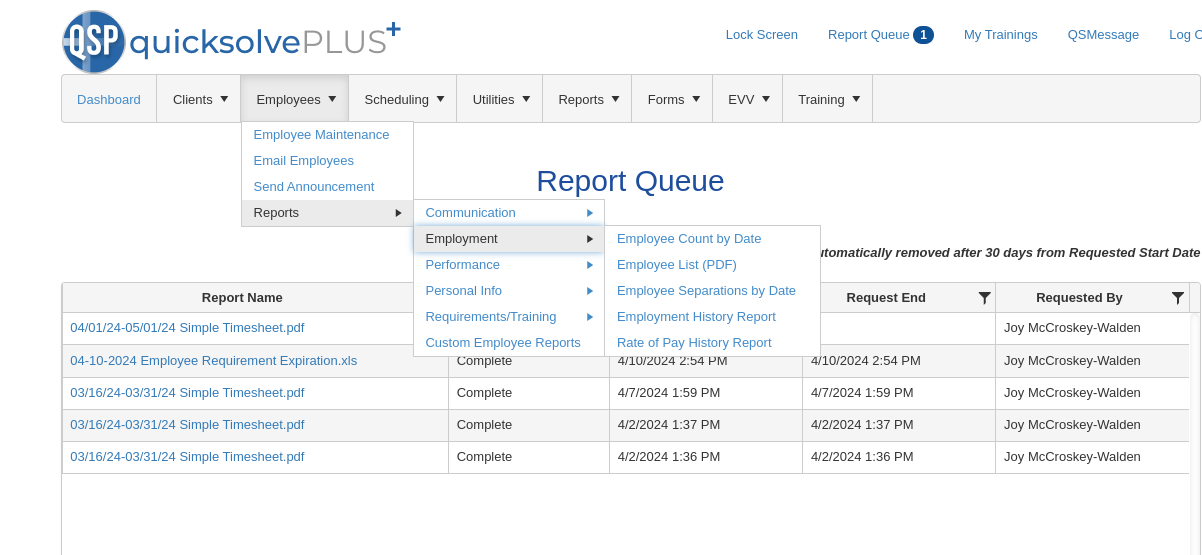 QSP quicksolvePLUS+
Lock Screen Report Queue 1 My Trainings QSMessage Log
Dashboard Clients Employees Scheduling Utilities Reports Forms EVV Training
Employee Maintenance
Email Employees
Send Announcement
Reports
Report Queue
Communication
Employment
Performance
Personal Info
Requirements/Training
Custom Employee Reports
Employee Count by Date
Employee List (PDF)
Employee Separations by Date
Employment History Report
Rate of Pay History Report
utomatically removed after 30 days from Requested Start Date
Report Name Request End Requested By
04/01/24-05/01/24 Simple Timesheet.pdf Joy McCroskey-Walden
04-10-2024 Employee Requirement Expiration.xls Complete 4/10/2024 2:54 PM 4/10/2024 2:54 PM Joy McCroskey-Walden
03/16/24-03/31/24 Simple Timesheet.pdf Complete 4/7/2024 1:59 PM 4/7/2024 1:59 PM Joy McCroskey-Walden
03/16/24-03/31/24 Simple Timesheet.pdf Complete 4/2/2024 1:37 PM 4/2/2024 1:37 PM Joy McCroskey-Walden
03/16/24-03/31/24 Simple Timesheet.pdf Complete 4/2/2024 1:36 PM 4/2/2024 1:36 PM Joy McCroskey-Walden